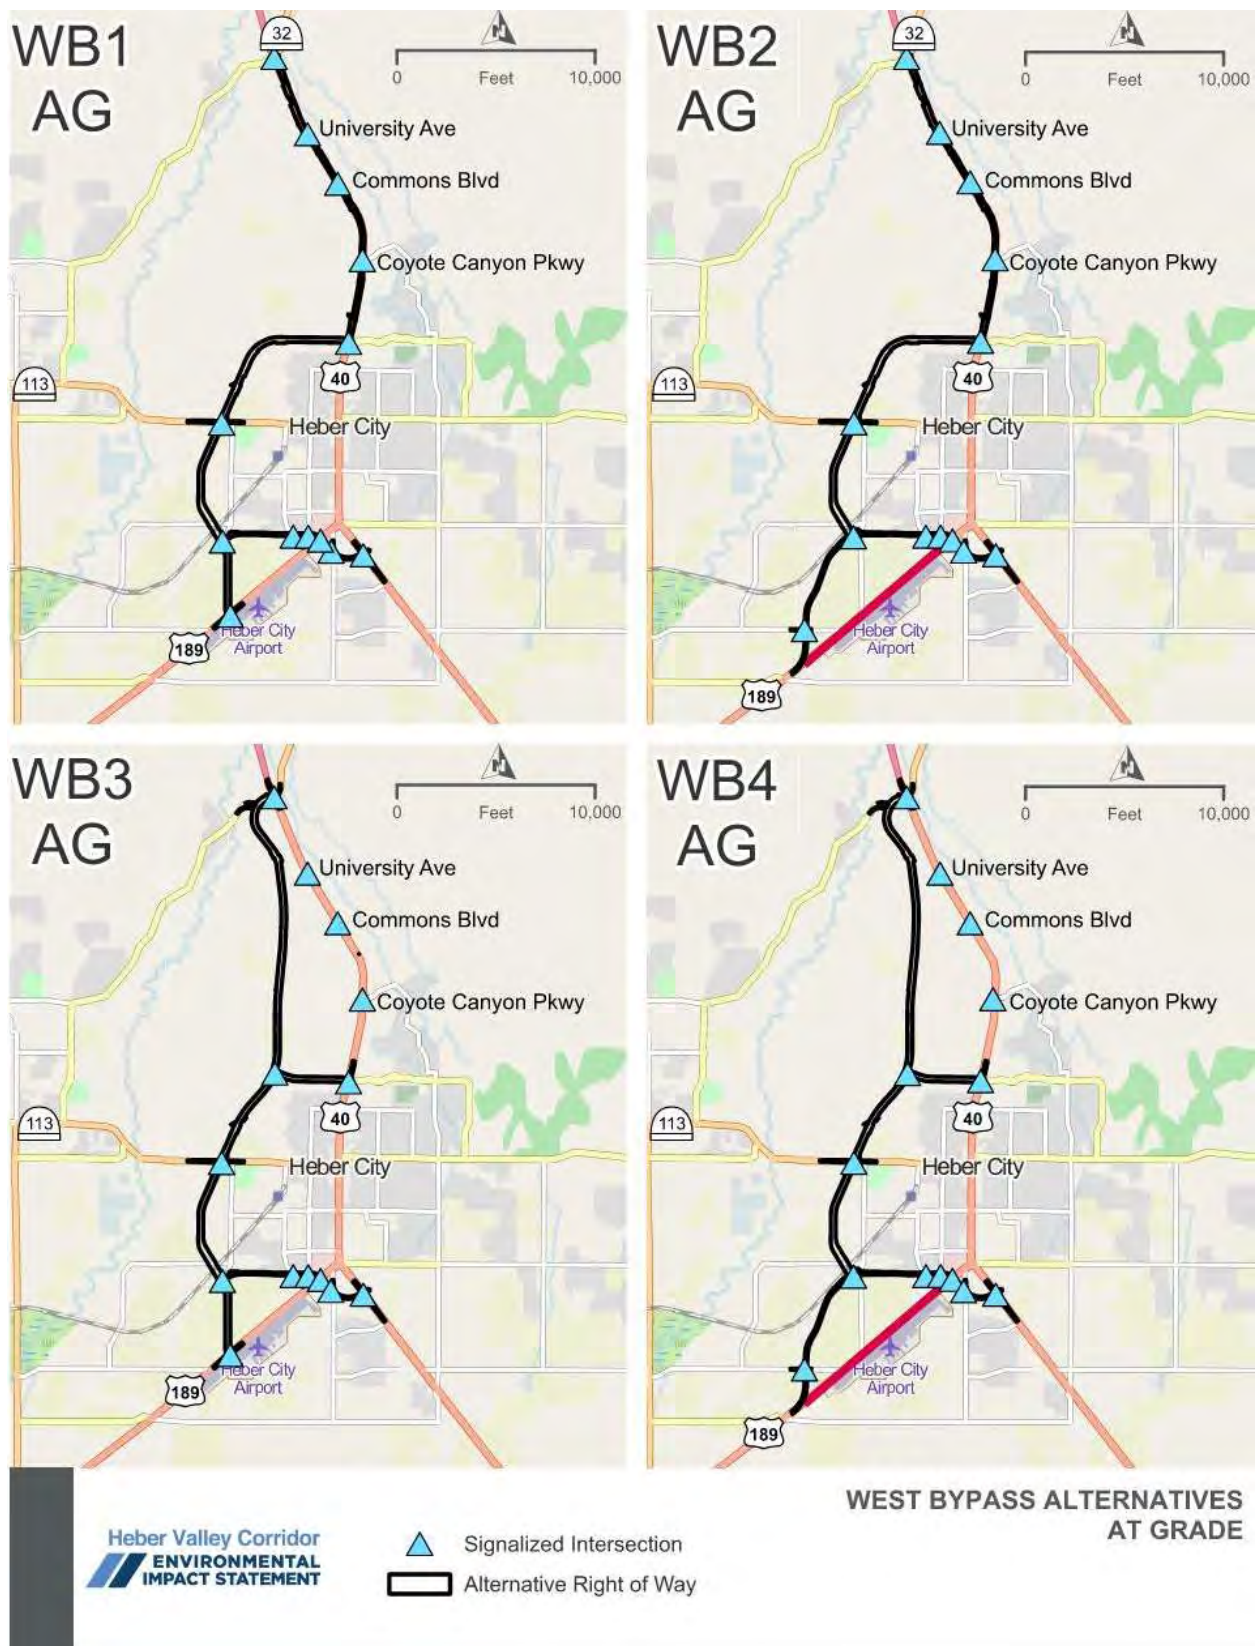 WB1
AG
32
0
Feet
10,000
University Ave
Commons Blvd
Coyote Canyon Pkwy
40
113
Heber City
Heber City
Airport
189
WB2
AG
32
0
Feet
10,000
University Ave
Commons Blvd
Coyote Canyon Pkwy
40
113
Heber City
Heber City
Airport
189
WB3
AG
0
Feet
10,000
University Ave
Commons Blvd
Coyote Canyon Pkwy
40
113
Heber City
Heber City
Airport
189
WB4
AG
0
Feet
10,000
University Ave
Commons Blvd
Coyote Canyon Pkwy
40
113
Heber City
Heber City
Airport
189
WEST BYPASS ALTERNATIVES
AT GRADE
Heber Valley Corridor
ENVIRONMENTAL
IMPACT STATEMENT
Signalized Intersection
Alternative Right of Way